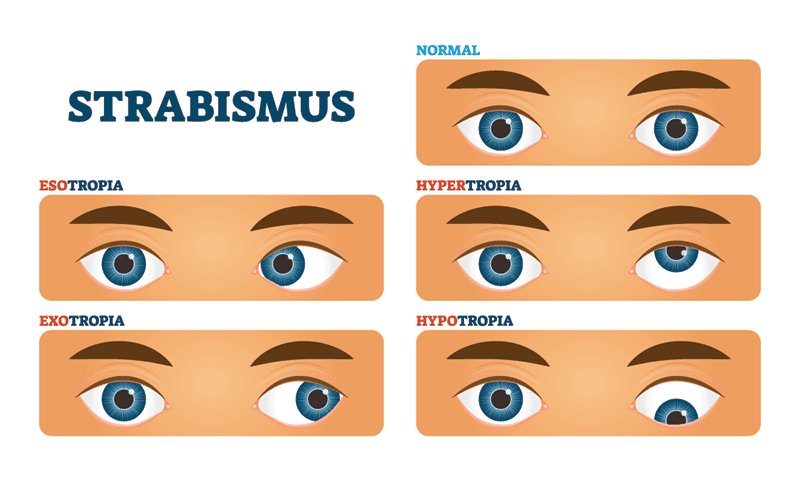 NORMAL
STRABISMUS
ESOTROPIA
HYPERTROPIA
EXOTROPIA
HYPOTROPIA